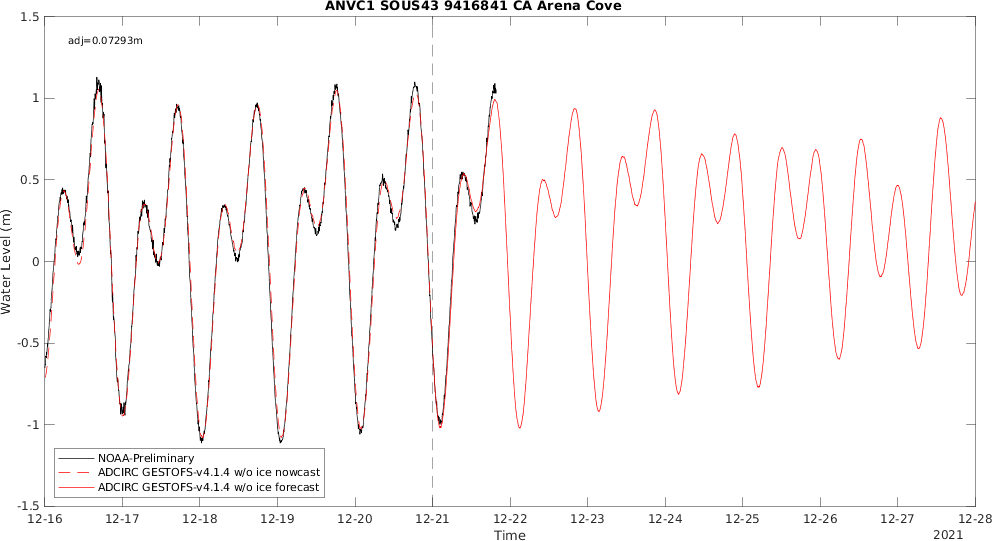 ANVC1 SOUS43 9416841 CA Arena Cove
adj=0.07293m
Water Level (m)
1.5
1
0.5
0
-0.5
-1
-1.5
NOAA-Preliminary
ADCIRC GESTOFS-v4.1.4 w/o ice nowcast
ADCIRC GESTOFS-v4.1.4 w/o ice forecast
12-16 12-17 12-18 12-19 12-20 12-21 12-22 12-23 12-24 12-25 12-26 12-27 12-28
Time
2021